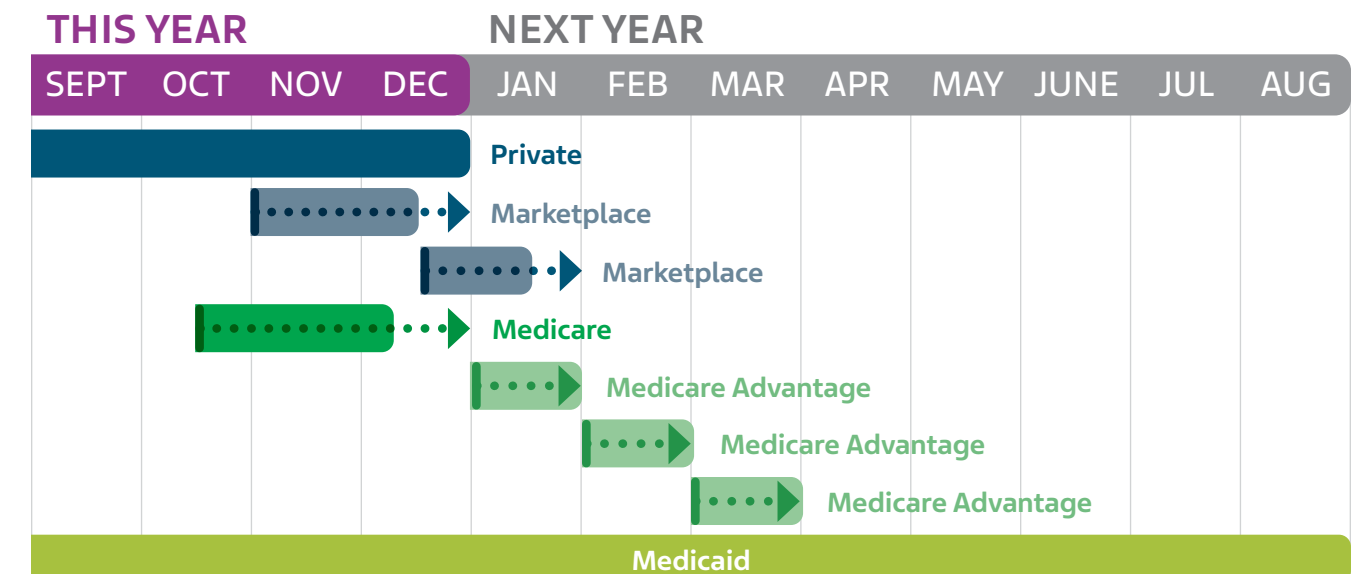 THIS YEAR NEXT YEAR
SEPT OCT NOV DEC JAN FEB MAR APR MAY JUNE JUL AUG
Private
Marketplace
Marketplace
Medicare
Medicare Advantage
Medicare Advantage
Medicare Advantage
Medicaid